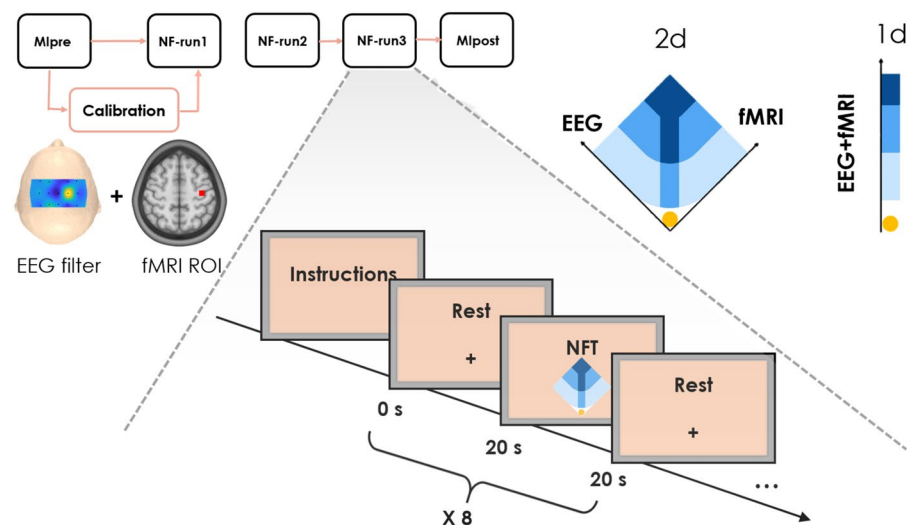 MIpre
NF-run1
NF-run2
NF-run3
MIpost
Calibration
2d
1d
EEG
fMRI
EEG+fMRI
+
EEG filter
fMRI ROI
Instructions
Rest
+
NFT
Rest
+
0 s
20 s
20 s
...
X 8